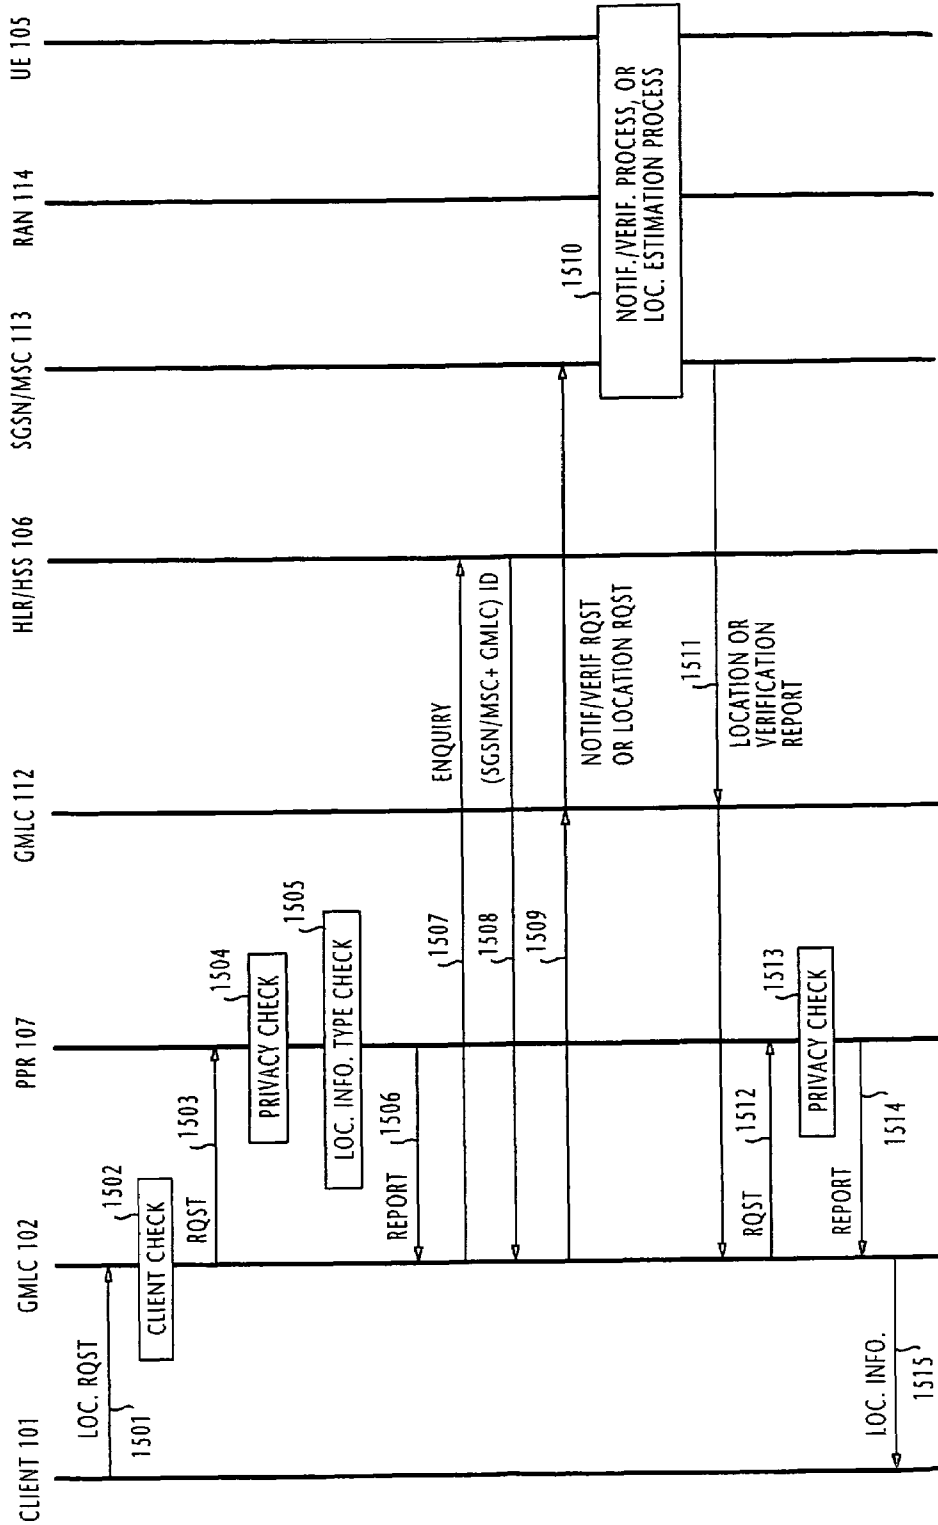 CLIENT 101
GMLC 102
PPR 107
GMLC 112
HLR/HSS 106
SGSN/MSC 113
RAN 114
UE 105
LOC. RQST
1501
CLIENT CHECK
1502
RQST
1503
PRIVACY CHECK
1504
LOC. INFO. TYPE CHECK
1505
REPORT
1506
ENQUIRY
1507
(SGSN/MSC+ GMLC) ID
1508
1509
NOTIF/VERIF RQST
OR LOCATION RQST
1510
NOTIF./VERIF. PROCESS, OR
LOC. ESTIMATION PROCESS
1511
LOCATION OR
VERIFICATION
REPORT
RQST
1512
PRIVACY CHECK
1513
REPORT
1514
LOC. INFO.
1515